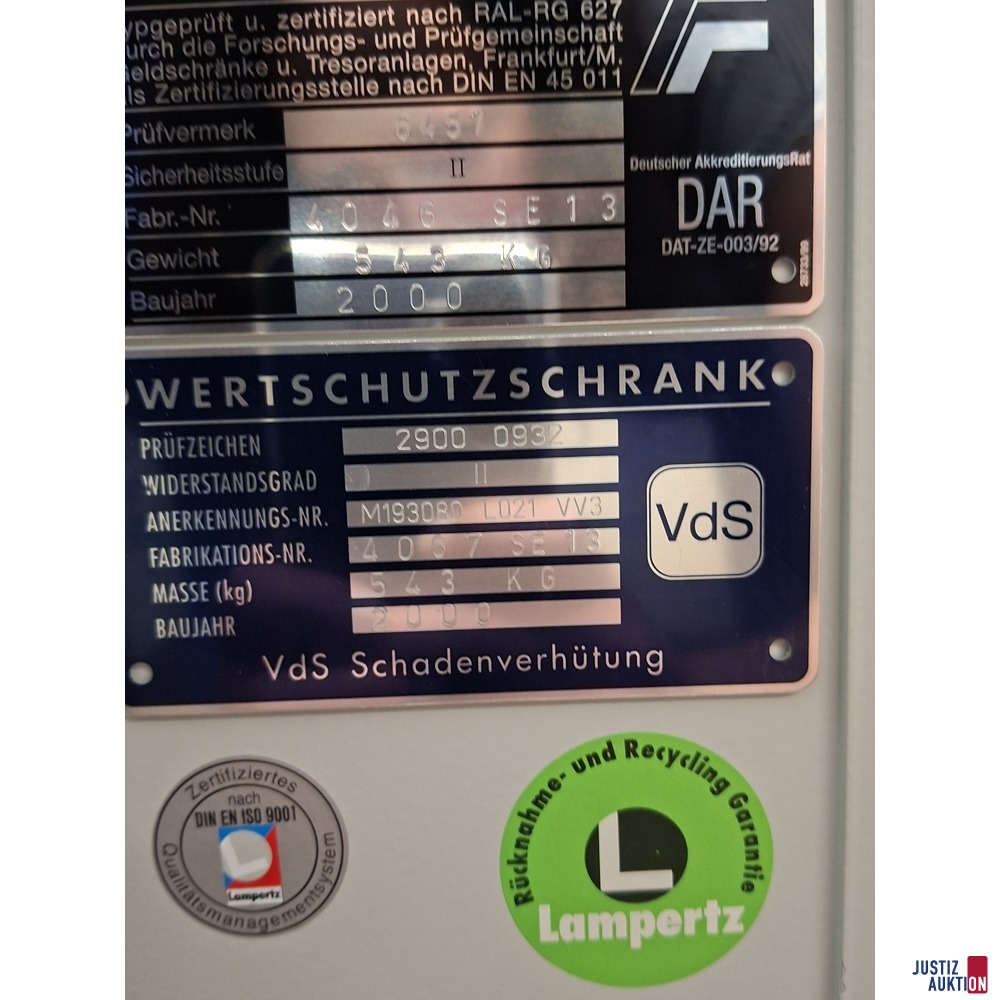 ypgeprüft u. zertifiziert nach RAL-RG 627
urch die Forschungs- und Prüfgemeinschaft
eldschränke u. Tresoranlagen, Frankfurt/M.
ls Zertifizierungsstelle nach DIN EN 45 011
Prüfvermerk 6457
Sicherheitsstufe II
Fabr.-Nr. 4046 SE13
Gewicht 543 KG
Baujahr 2000
Deutscher AkkreditierungsRat
DAR
DAT-ZE-003/92
WERTSCHUTZSCHRANK
PRÜFZEICHEN 2900 0932
WIDERSTANDSGRAD II
ANERKENNUNGS-NR. M193080 L021 VV3
FABRIKATIONS-NR. 4067 SE 13
MASSE (kg) 543 KG
BAUJAHR 2000
VdS
VdS Schadenverhütung
Zertifiziertes
nach
DIN EN ISO 9001
Lampertz
Qualitätsmanagementsystem
Rücknahme- und Recycling Garantie
L
Lampertz
JUSTIZ
AUKTION